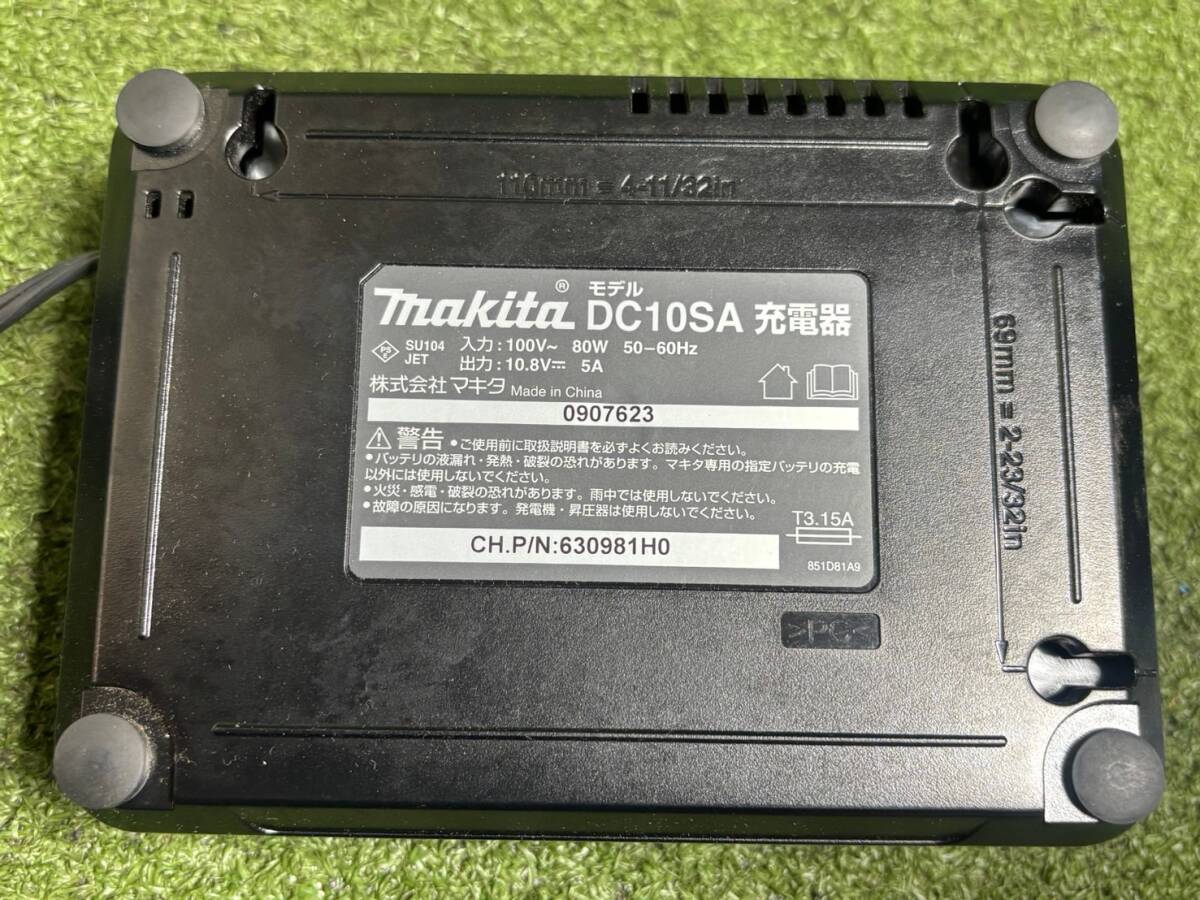 110mm = 4-11/32in
makita® モデル DC10SA 充電器
PSE SU104 JET
入力:100V~ 80W 50-60Hz
出力:10.8V⎓ 5A
株式会社マキタ Made in China
0907623
警告 •ご使用前に取扱説明書を必ずよくお読みください。
•バッテリの液漏れ・発熱・破裂の恐れがあります。マキタ専用の指定バッテリの充電
以外には使用しないでください。
•火災・感電・破裂の恐れがあります。雨中では使用しないでください。
•故障の原因になります。発電機・昇圧器は使用しないでください。
T3.15A
CH.P/N:630981H0
851D81A9
>PC<
69mm = 2-23/32in